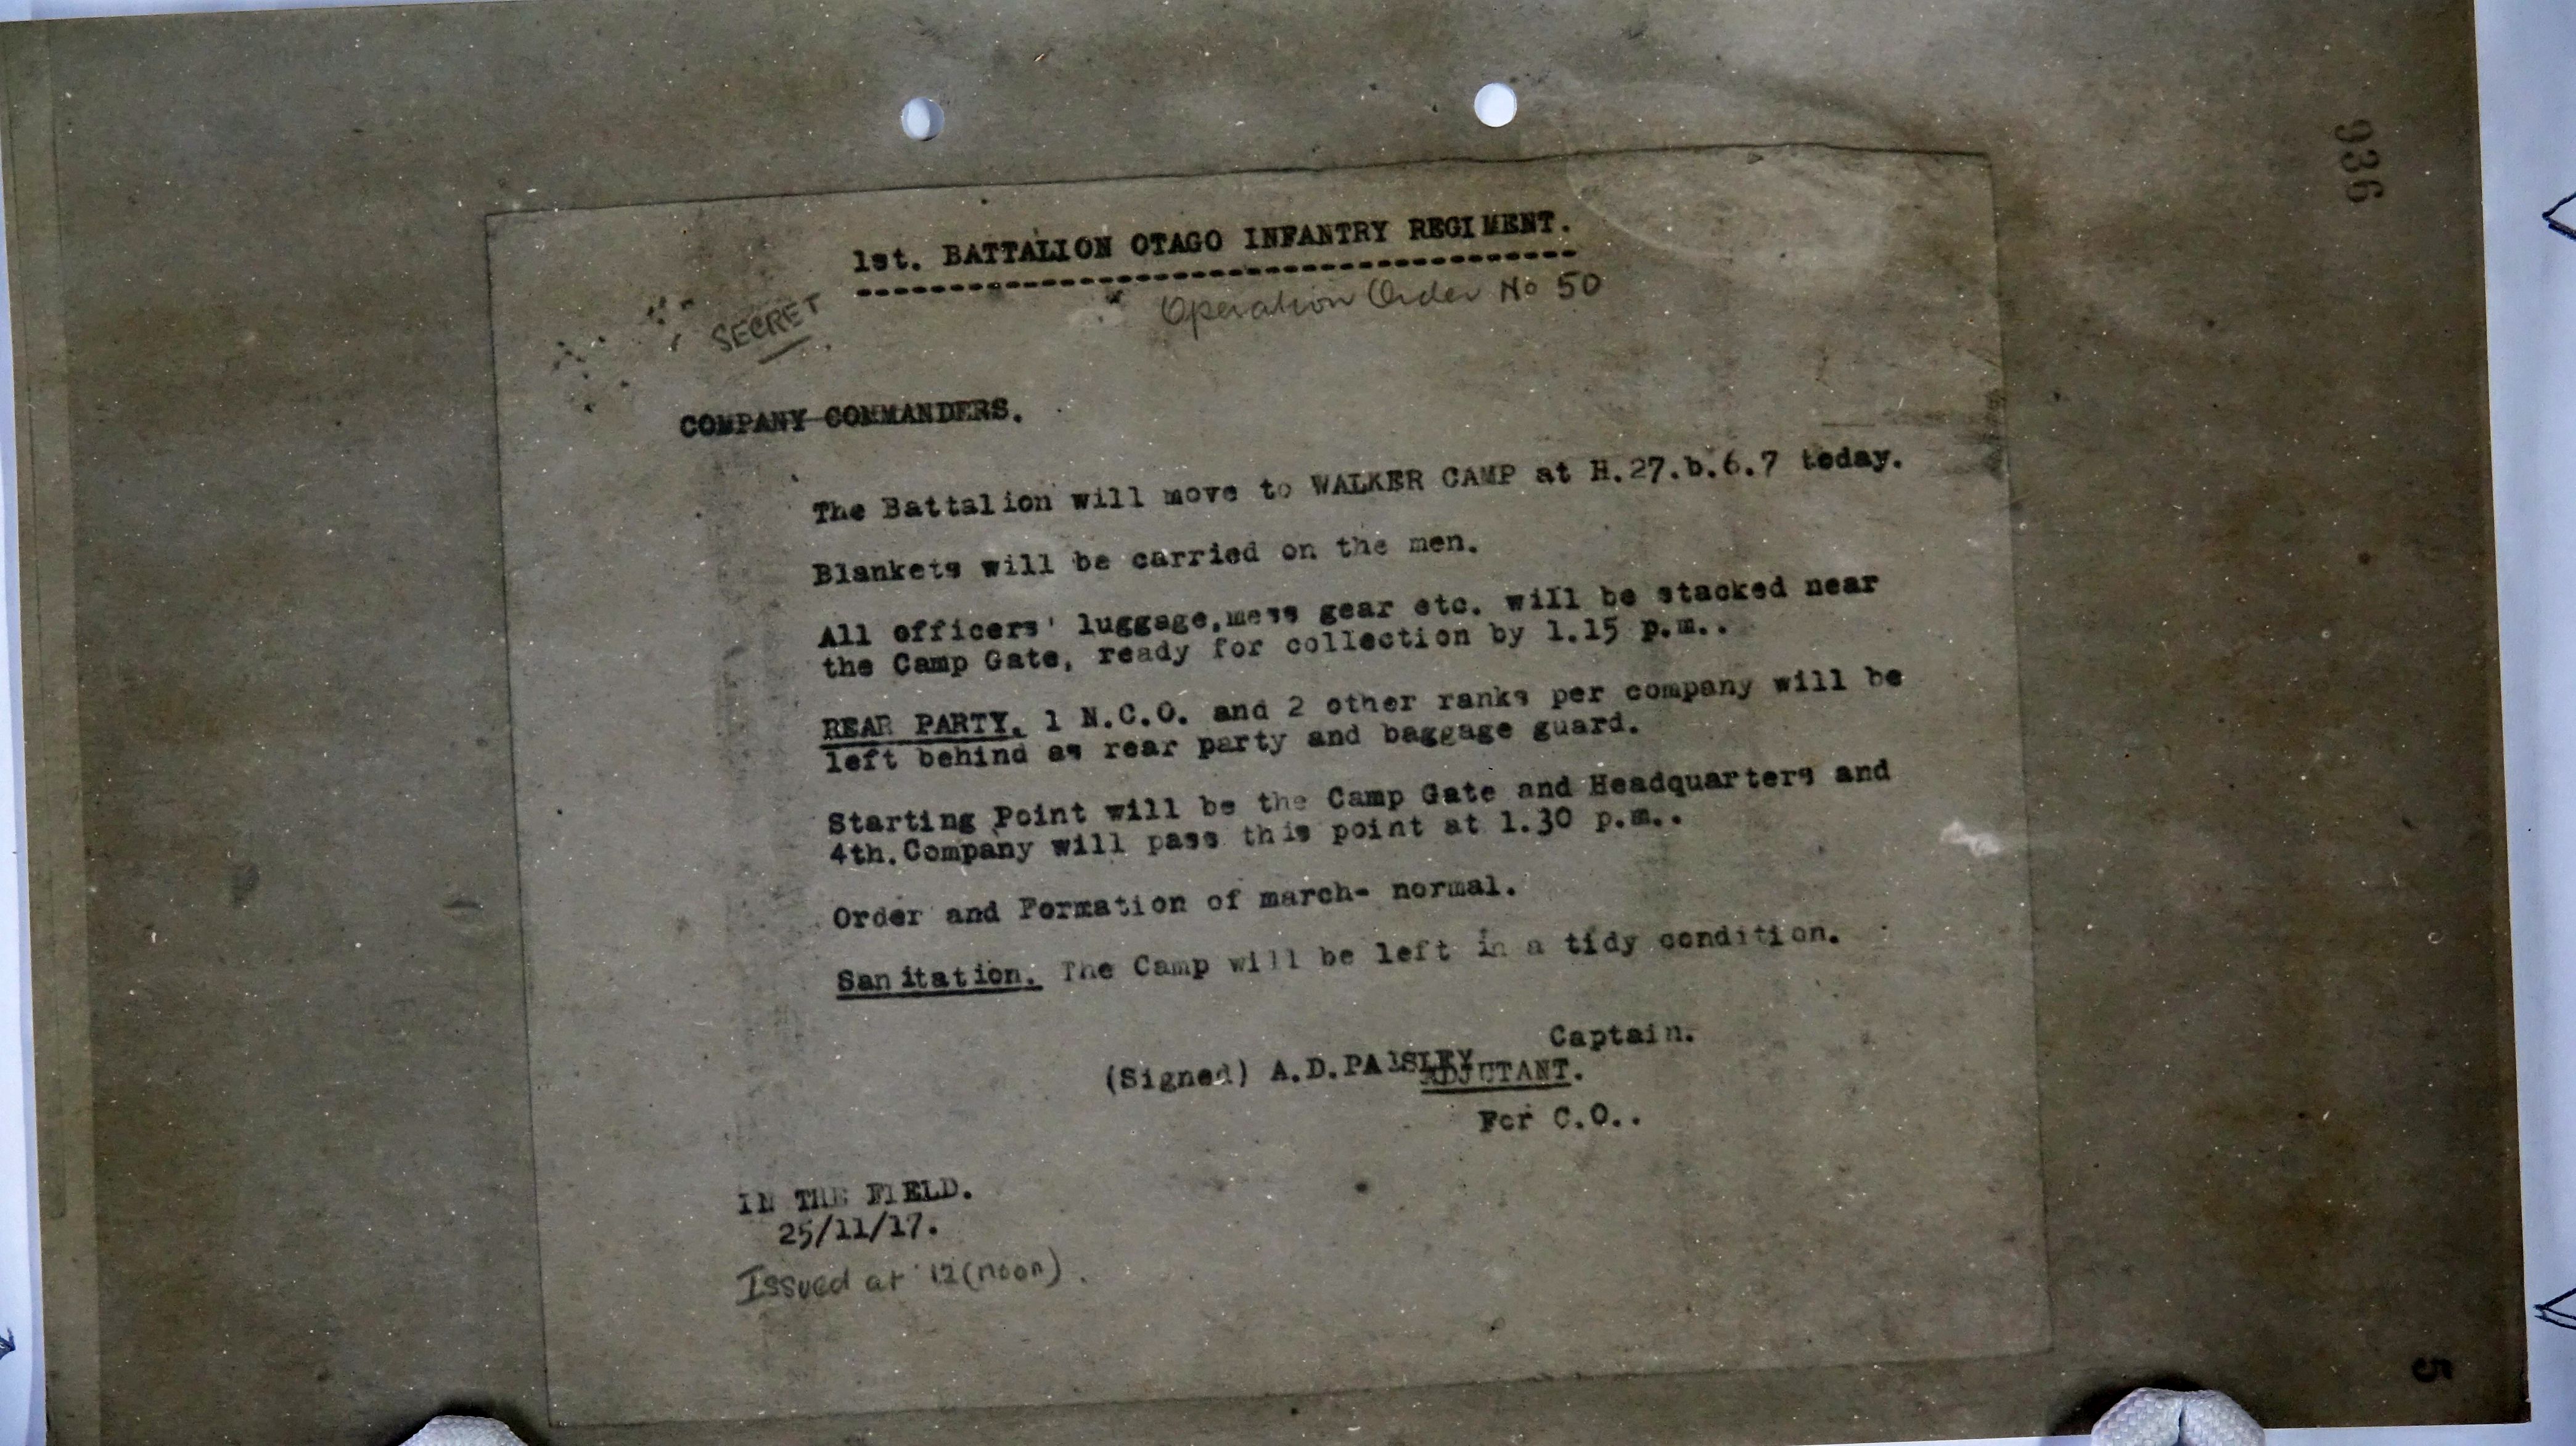 936
1st. BATTALION OTAGO INFANTRY REGIMENT.
Operation Order No 50
SECRET
COMPANY COMMANDERS.
The Battalion will move to WALKER CAMP at H.27.b.6.7 today.
Blankets will be carried on the men.
All officers' luggage,mess gear etc. will be stacked near
the Camp Gate, ready for collection by 1.15 p.m..
REAR PARTY. 1 N.C.O. and 2 other ranks per company will be
left behind as rear party and baggage guard.
Starting Point will be the Camp Gate and Headquarters and
4th.Company will pass this point at 1.30 p.m..
Order and Formation of march- normal.
Sanitation. The Camp will be left in a tidy condition.
Captain.
(Signed) A.D.PAISLEY
ADJUTANT.
For C.O..
IN THE FIELD.
25/11/17.
Issued at 12(noon).
5